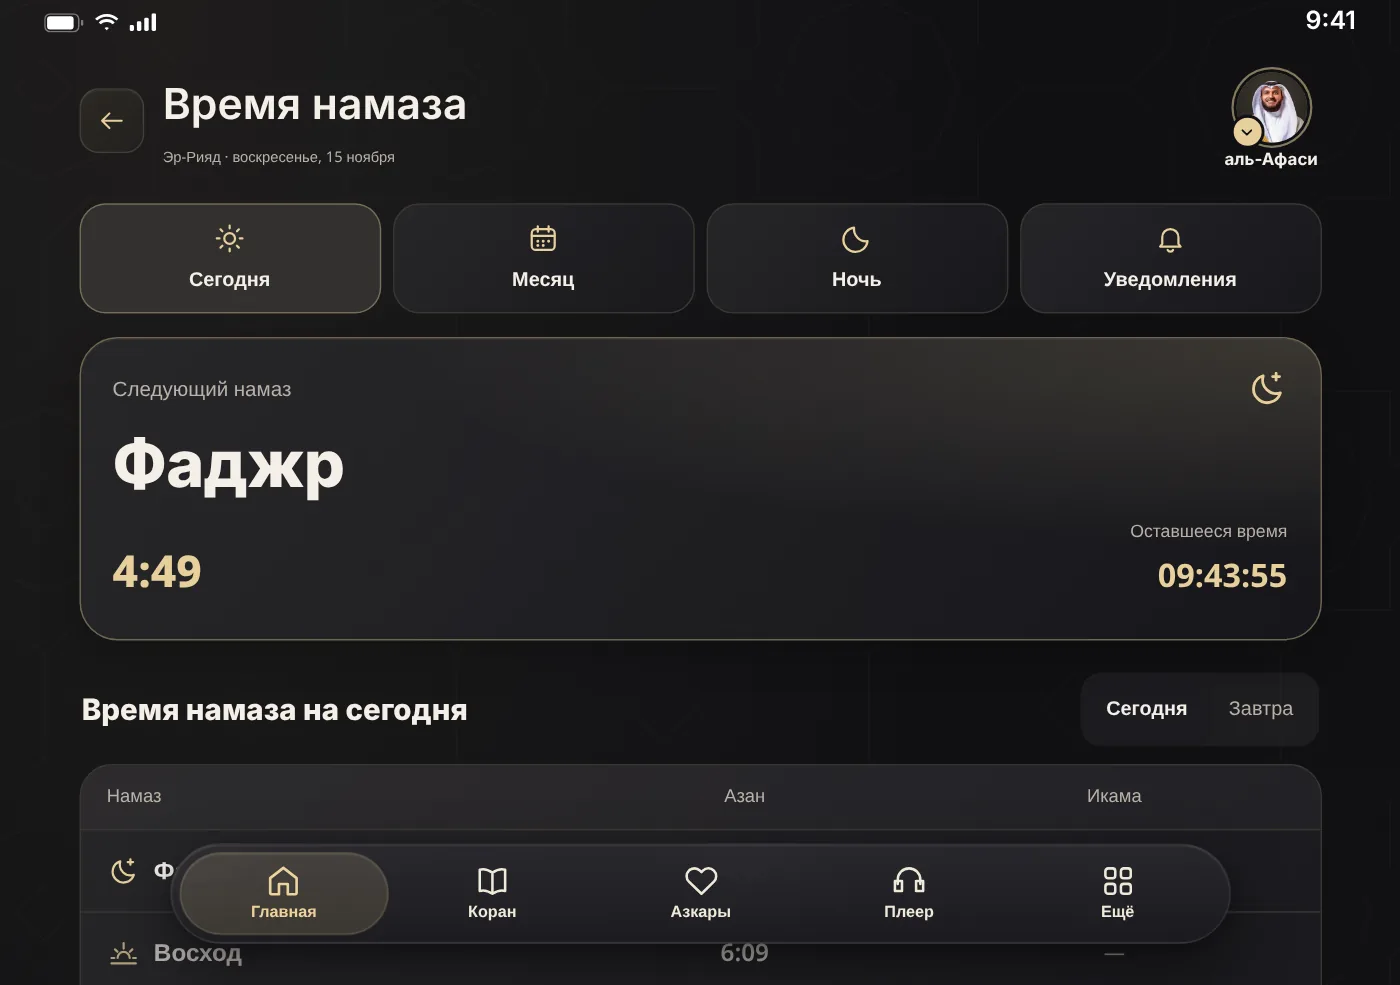 9:41
Время намаза
Эр-Рияд · воскресенье, 15 ноября
аль-Афаси
Сегодня
Месяц
Ночь
Уведомления
Следующий намаз
Фаджр
4:49
Оставшееся время
09:43:55
Время намаза на сегодня
Сегодня Завтра
Намаз Азан Икама
Главная
Коран
Азкары
Плеер
Ещё
Восход 6:09 —